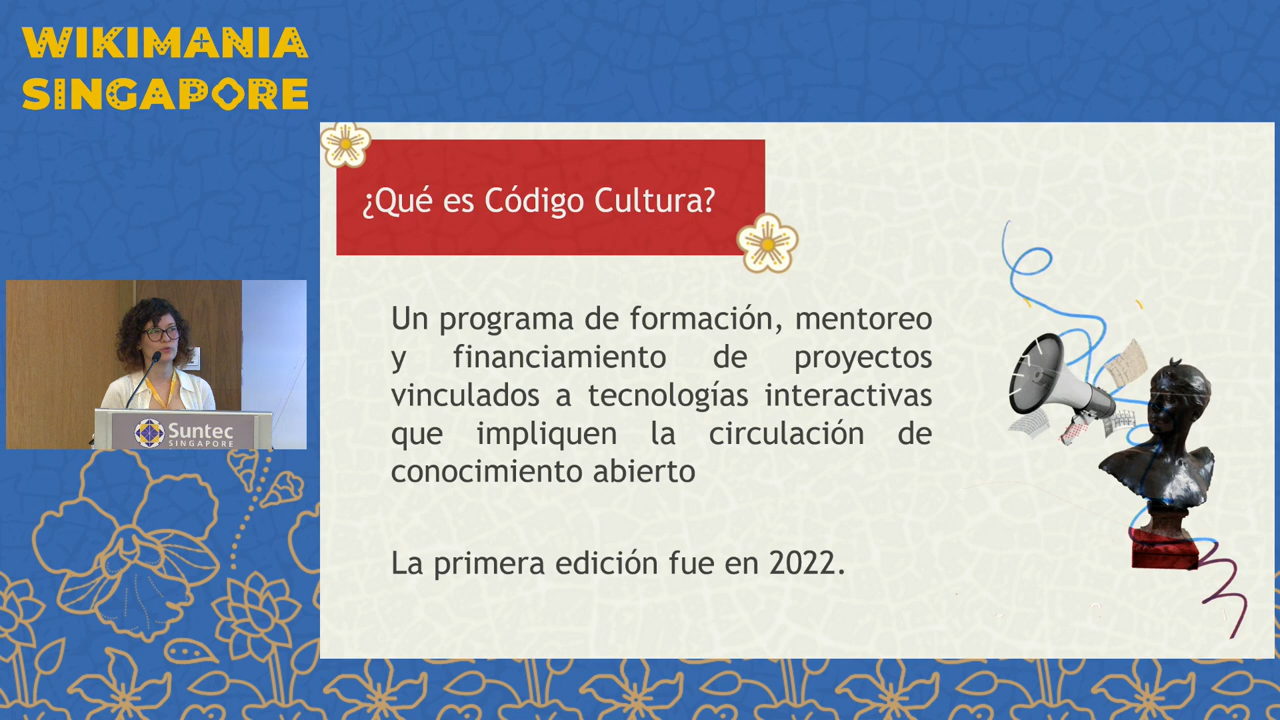 WIKIMANIA
SINGAPORE
¿Qué es Código Cultura?
Un programa de formación, mentoreo
y financiamiento de proyectos
vinculados a tecnologías interactivas
que impliquen la circulación de
conocimiento abierto
La primera edición fue en 2022.
Suntec
SINGAPORE